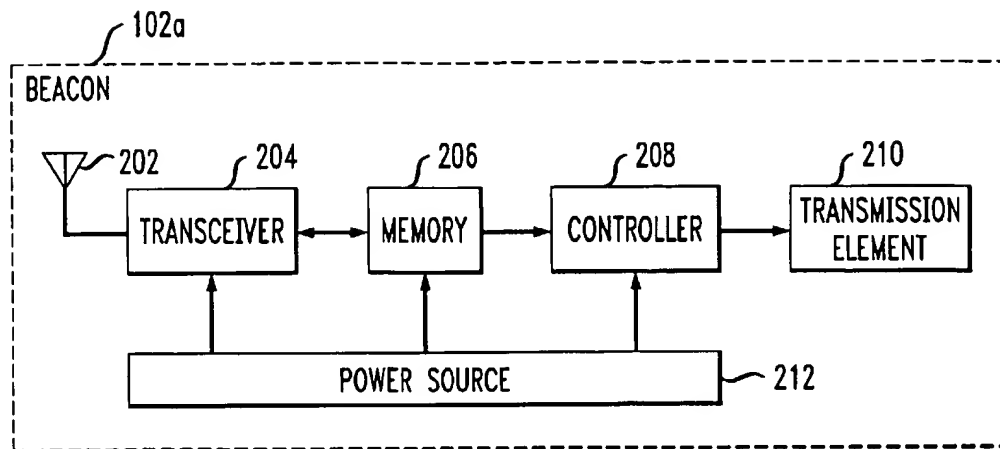 102a
BEACON
202
204
206
208
210
TRANSCEIVER
MEMORY
CONTROLLER
TRANSMISSION
ELEMENT
POWER SOURCE
212